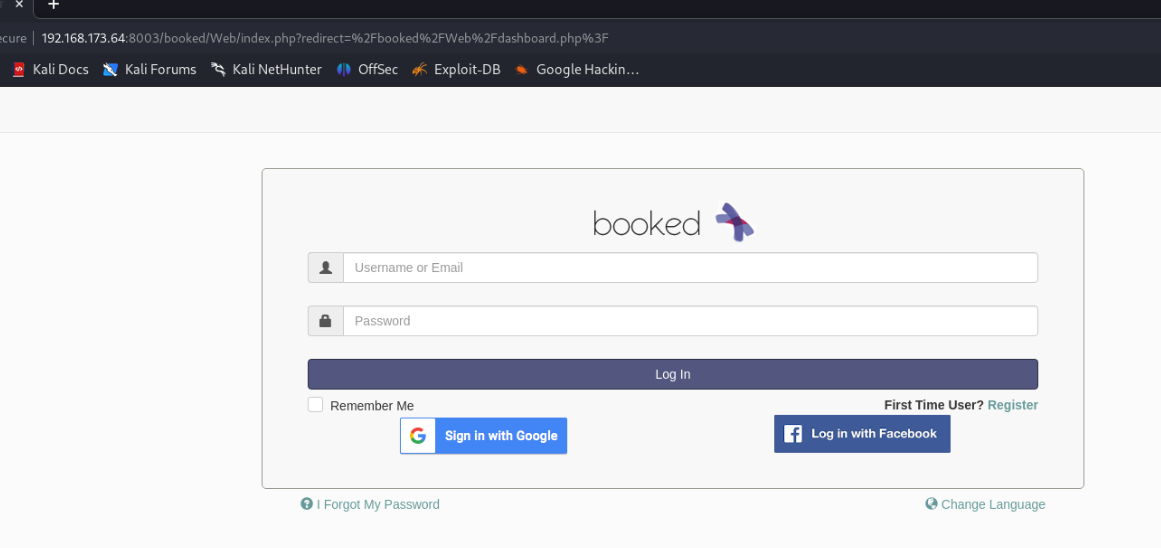 ecure 192.168.173.64:8003/booked/Web/index.php?redirect=%2Fbooked%2FWeb%2Fdashboard.php%3F
Kali Docs Kali Forums Kali NetHunter OffSec Exploit-DB Google Hackin…
booked
Username or Email
Password
Log In
Remember Me First Time User? Register
Sign in with Google Log in with Facebook
I Forgot My Password Change Language